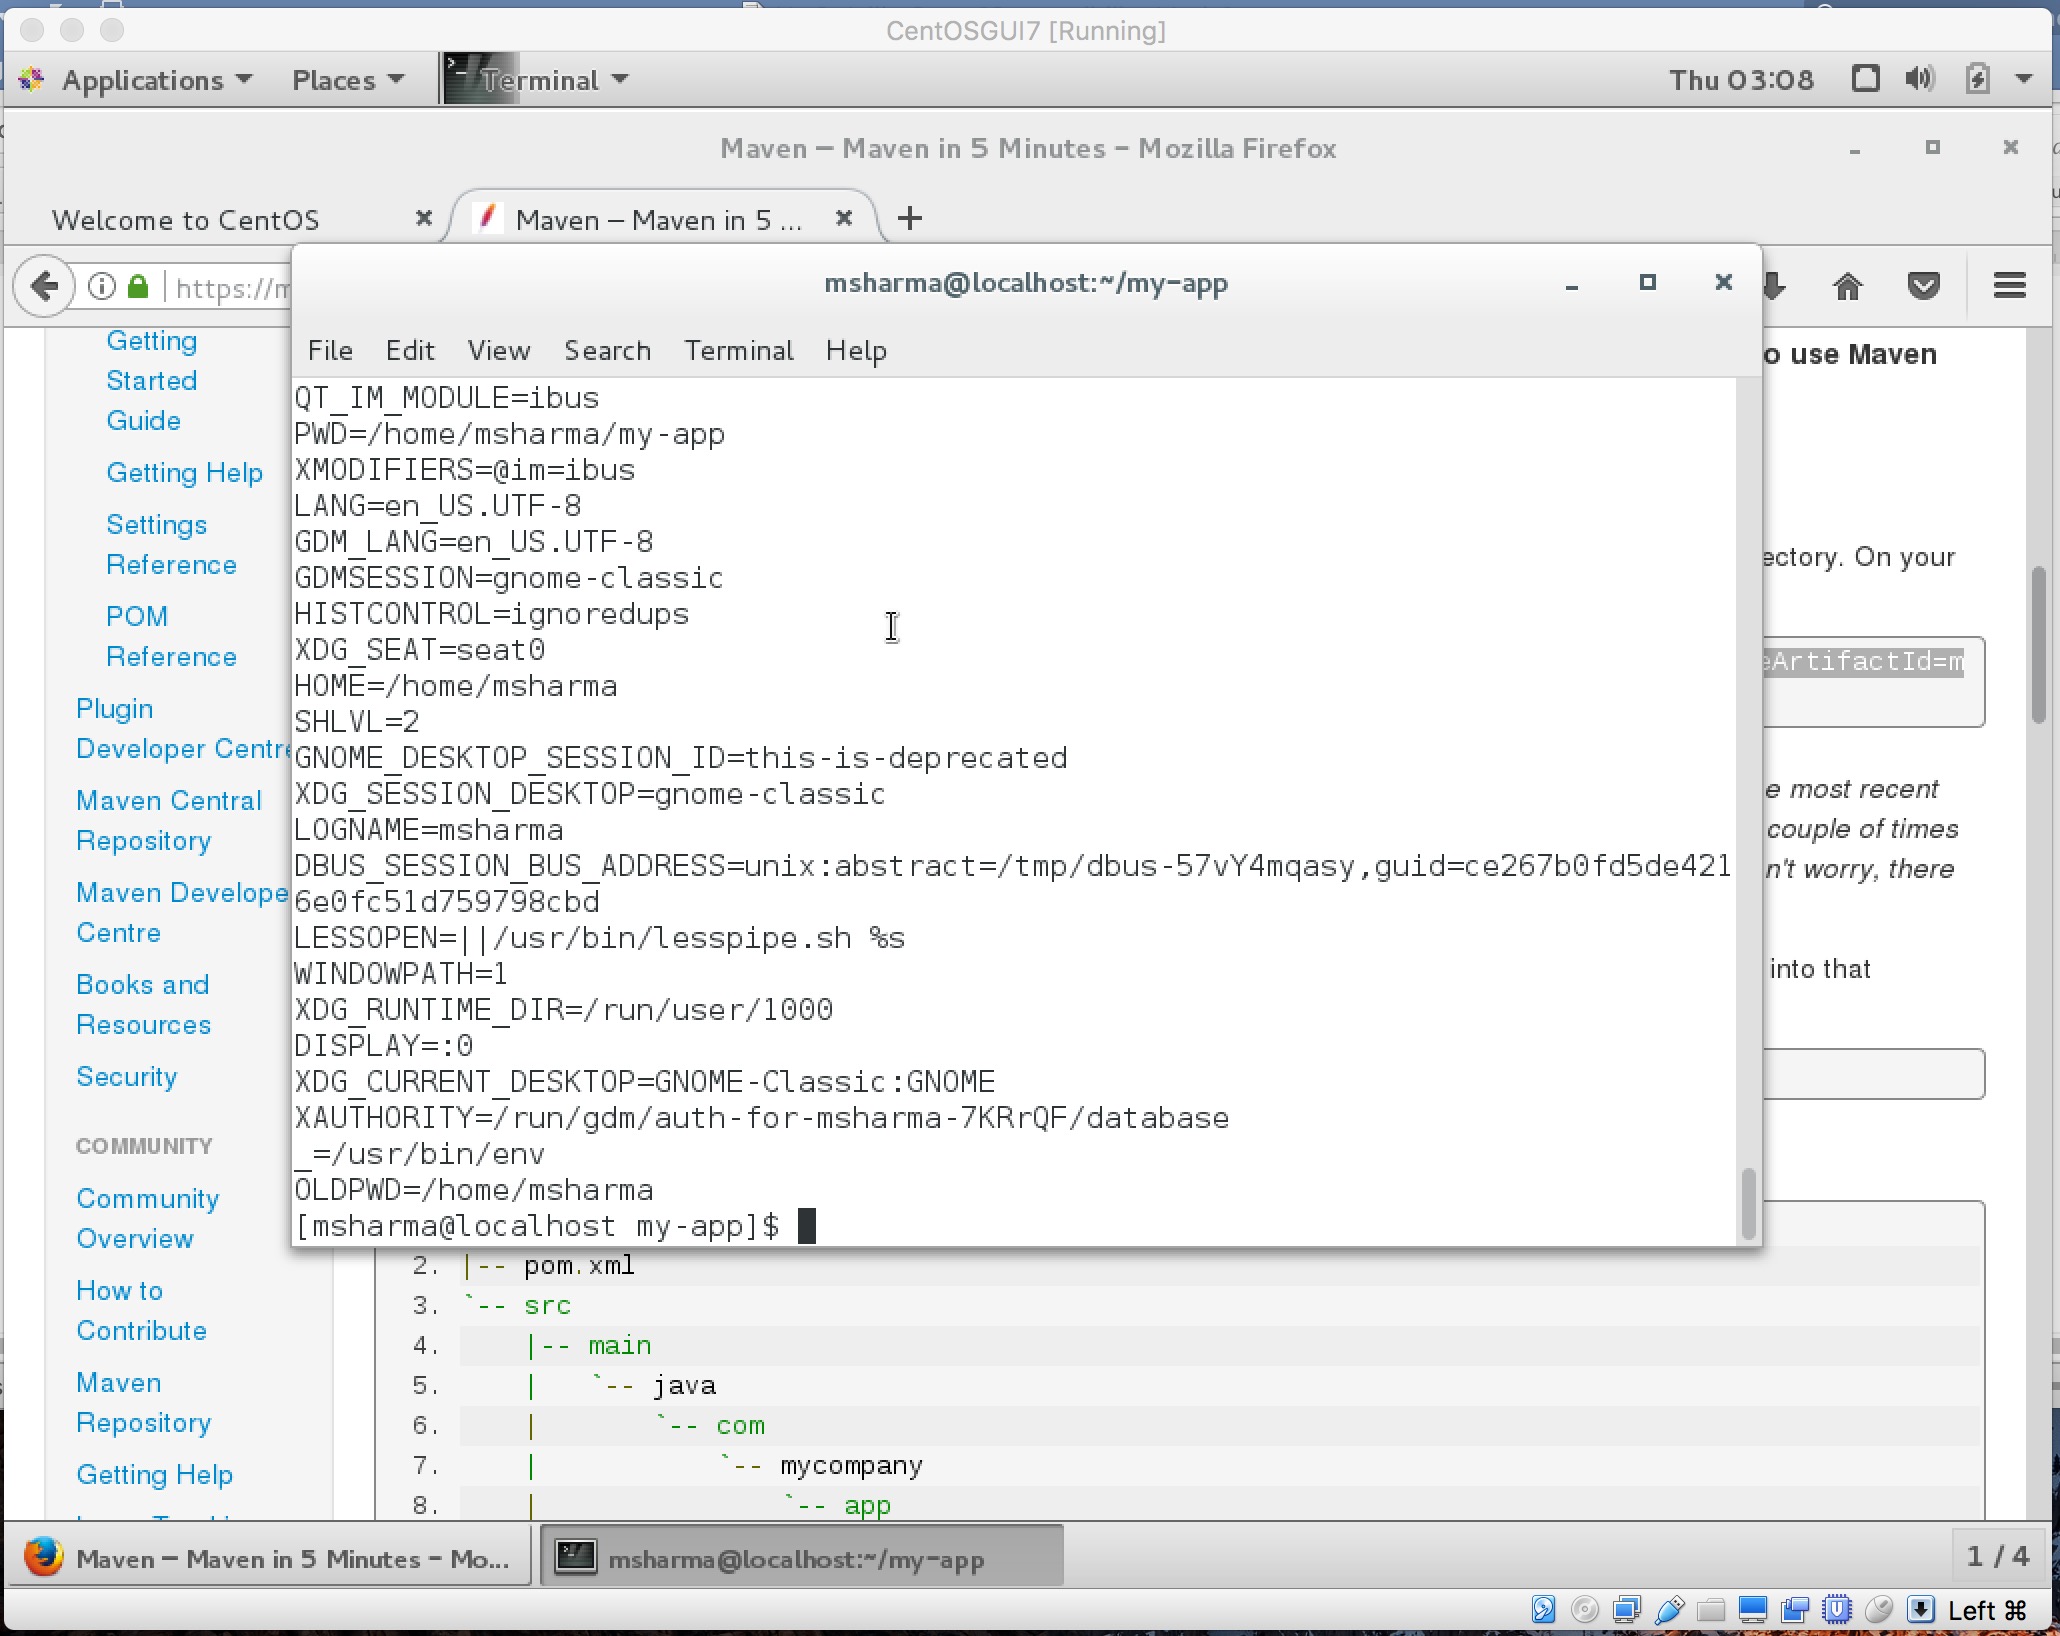 CentOSGUI7 [Running]
Applications Places Terminal Thu 03:08
Maven – Maven in 5 Minutes – Mozilla Firefox
Welcome to CentOS Maven – Maven in 5 ...
https://m
msharma@localhost:~/my-app
File Edit View Search Terminal Help
QT_IM_MODULE=ibus
PWD=/home/msharma/my-app
XMODIFIERS=@im=ibus
LANG=en_US.UTF-8
GDM_LANG=en_US.UTF-8
GDMSESSION=gnome-classic
HISTCONTROL=ignoredups
XDG_SEAT=seat0
HOME=/home/msharma
SHLVL=2
GNOME_DESKTOP_SESSION_ID=this-is-deprecated
XDG_SESSION_DESKTOP=gnome-classic
LOGNAME=msharma
DBUS_SESSION_BUS_ADDRESS=unix:abstract=/tmp/dbus-57vY4mqasy,guid=ce267b0fd5de421
6e0fc51d759798cbd
LESSOPEN=||/usr/bin/lesspipe.sh %s
WINDOWPATH=1
XDG_RUNTIME_DIR=/run/user/1000
DISPLAY=:0
XDG_CURRENT_DESKTOP=GNOME-Classic:GNOME
XAUTHORITY=/run/gdm/auth-for-msharma-7KRrQF/database
_=/usr/bin/env
OLDPWD=/home/msharma
[msharma@localhost my-app]$
Getting
Started
Guide
Getting Help
Settings
Reference
POM
Reference
Plugin
Developer Centre
Maven Central
Repository
Maven Develope
Centre
Books and
Resources
Security
COMMUNITY
Community
Overview
How to
Contribute
Maven
Repository
Getting Help
o use Maven
ectory. On your
eArtifactId=m
e most recent
couple of times
n't worry, there
into that
2. |-- pom.xml
3. `-- src
4. |-- main
5. | `-- java
6. | `-- com
7. | `-- mycompany
8. | `-- app
Maven – Maven in 5 Minutes – Mo... msharma@localhost:~/my-app 1 / 4
Left ⌘